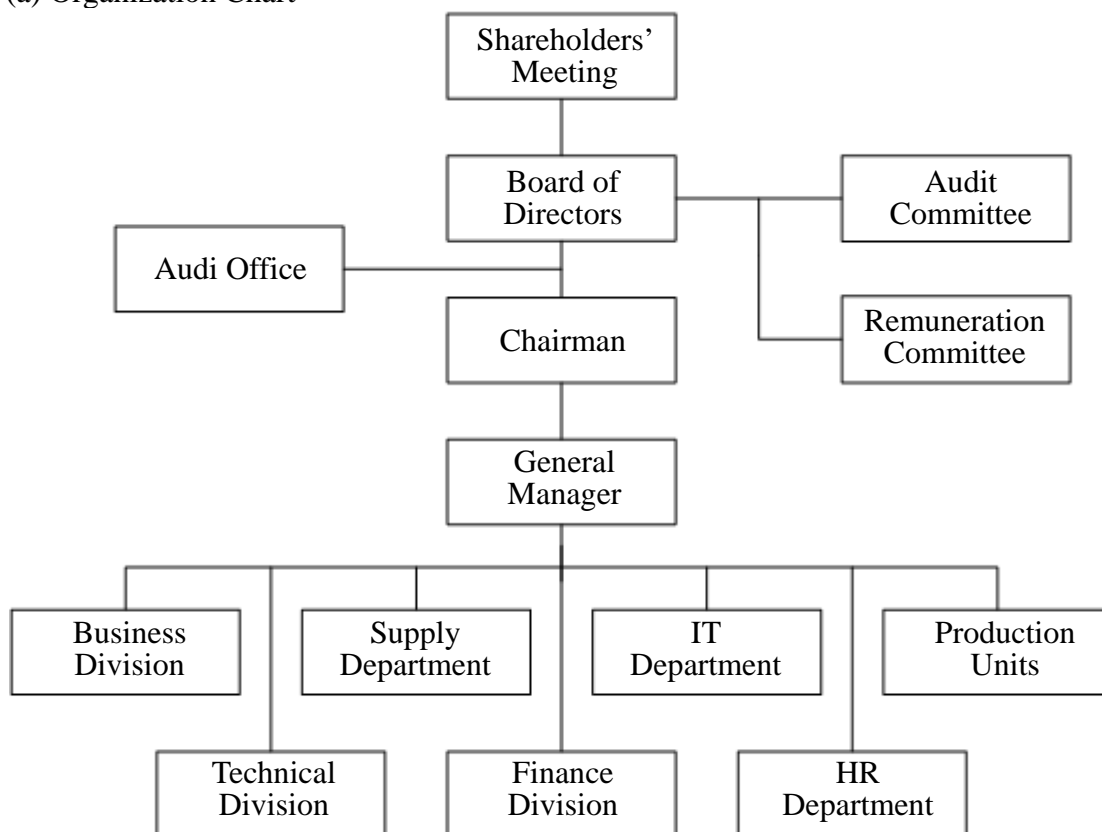 (a) Organization Chart
Shareholders’
Meeting
Board of
Directors
Audit
Committee
Audi Office
Chairman
Remuneration
Committee
General
Manager
Business
Division
Supply
Department
IT
Department
Production
Units
Technical
Division
Finance
Division
HR
Department